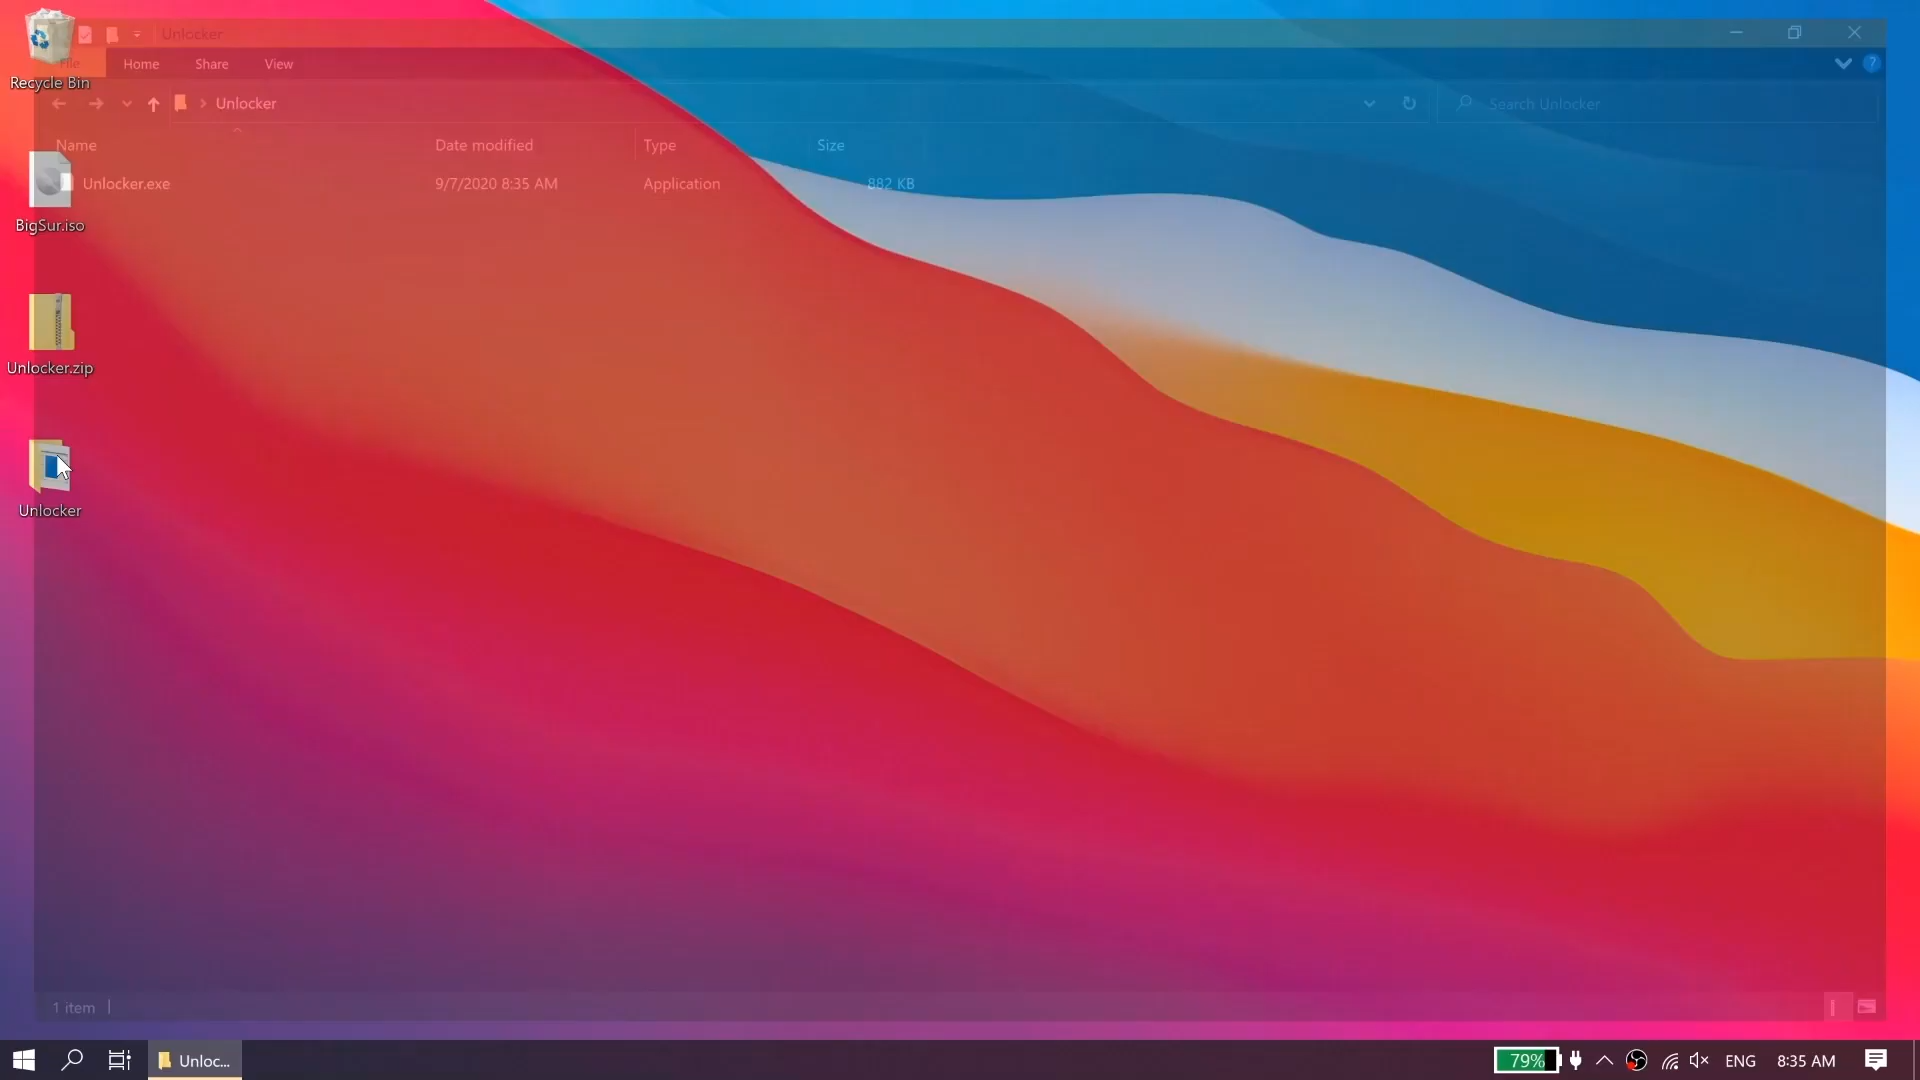 Unlocker
File Home Share View
Recycle Bin
Unlocker Search Unlocker
Name Date modified Type Size
Unlocker.exe 9/7/2020 8:35 AM Application 882 KB
BigSur.iso
Unlocker.zip
Unlocker
1 item
Unloc... 79% ENG 8:35 AM